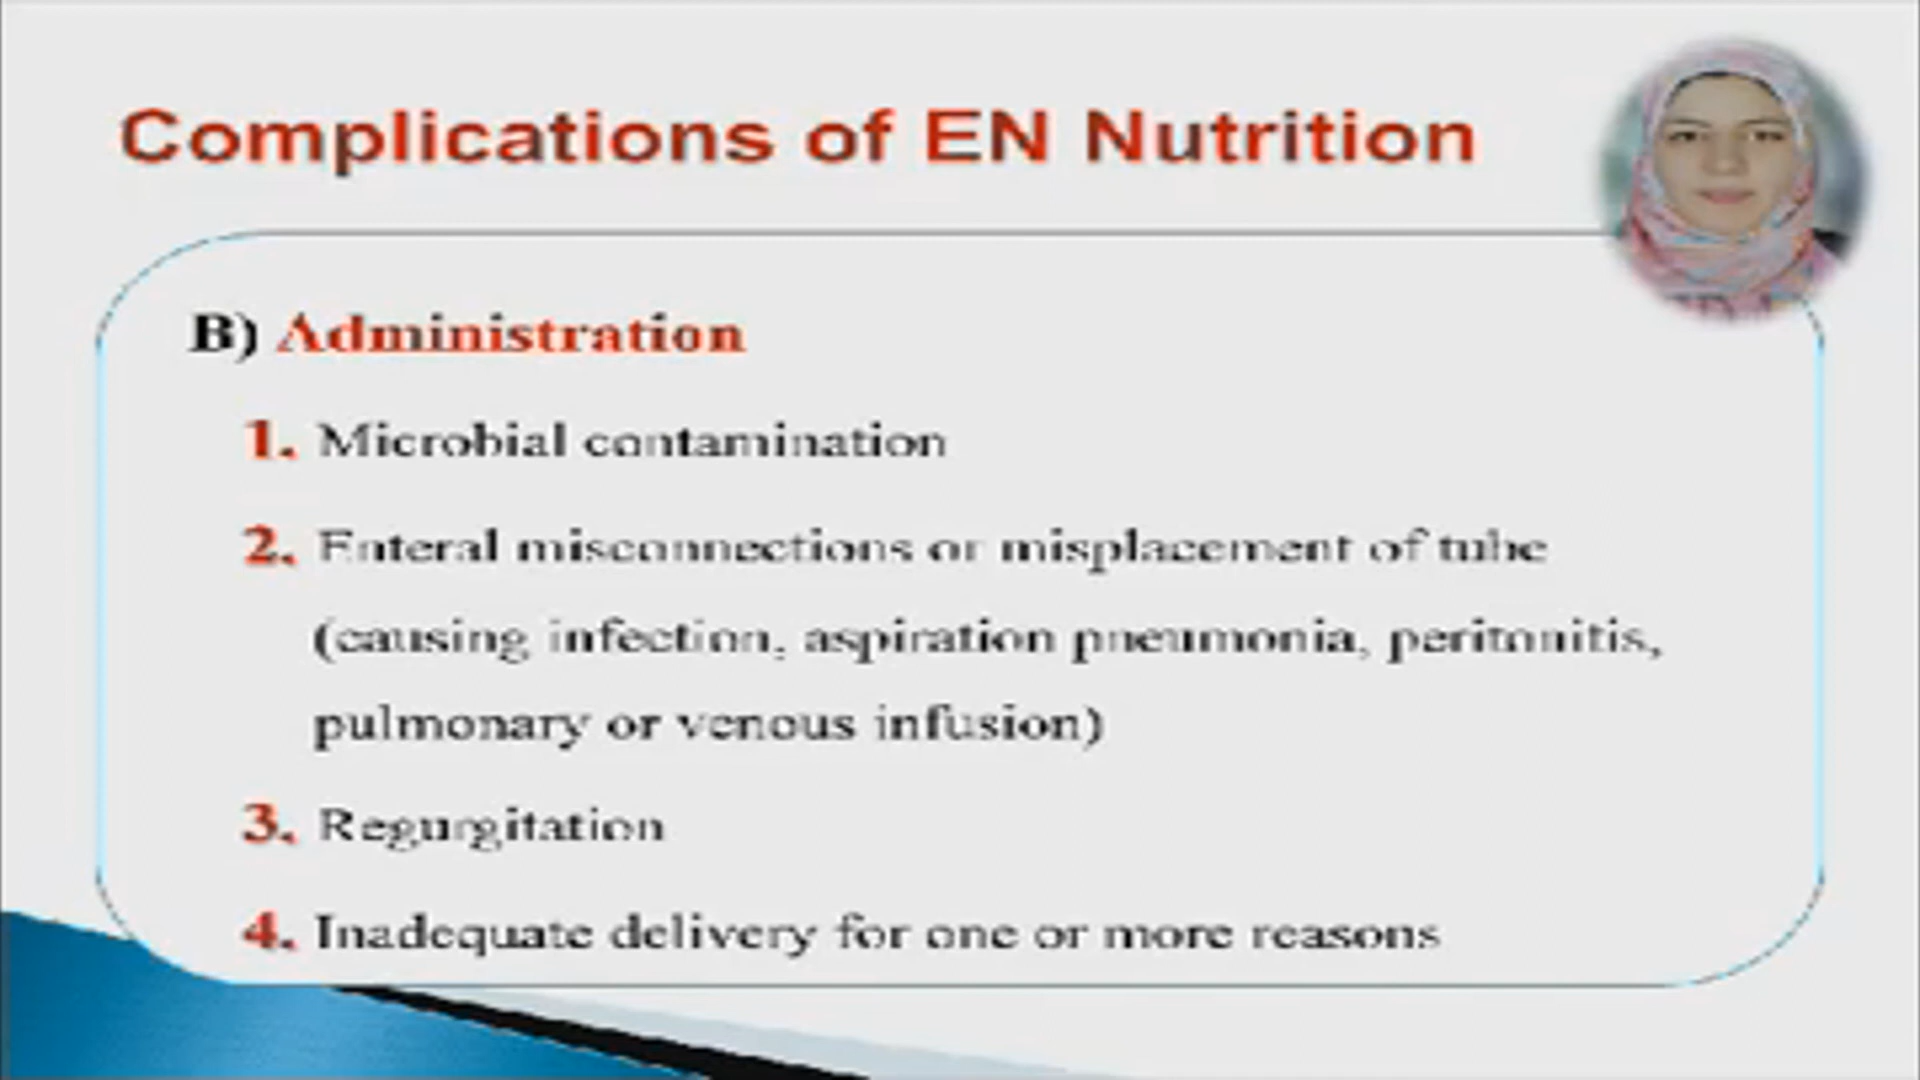 Complications of EN Nutrition
B) Administration
1. Microbial contamination
2. Enteral misconnections or misplacement of tube
(causing infection, aspiration pneumonia, peritonitis,
pulmonary or venous infusion)
3. Regurgitation
4. Inadequate delivery for one or more reasons